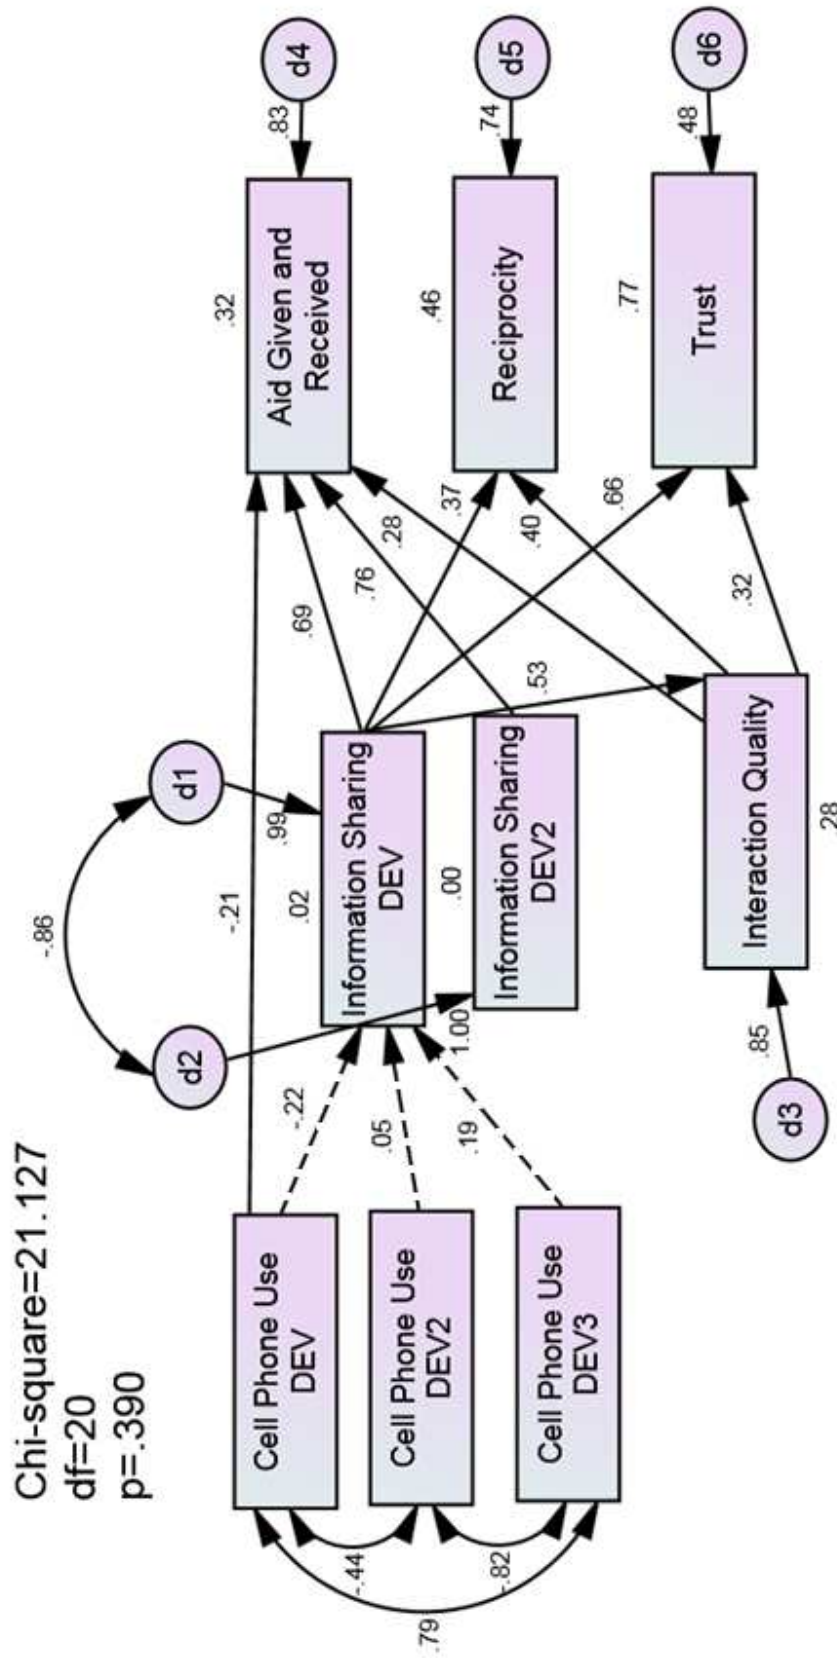 Chi-square=21.127
df=20
p=.390
-.86
d2
d1
d4
.83
.32
Aid Given and
Received
-.21
.99
.02
Cell Phone Use
DEV
-.22
Information Sharing
DEV
.69
.76
.28
.37
-.44
Cell Phone Use
DEV2
.05
1.00
.00
Information Sharing
DEV2
.46
Reciprocity
.74
d5
.79
-.82
Cell Phone Use
DEV3
.19
.53
.40
.66
.77
Trust
.48
d6
.32
Interaction Quality
.28
.85
d3